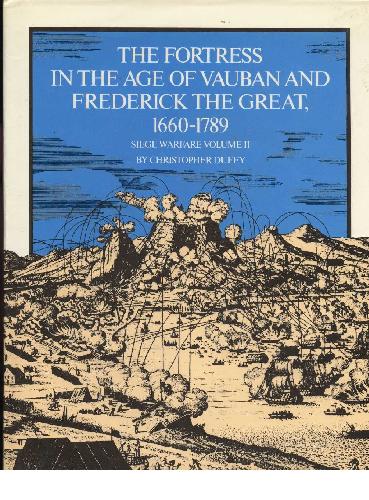 THE FORTRESS
IN THE AGE OF VAUBAN AND
FREDERICK THE GREAT,
1660-1789
SIEGE WARFARE VOLUME II
BY CHRISTOPHER DUFFY